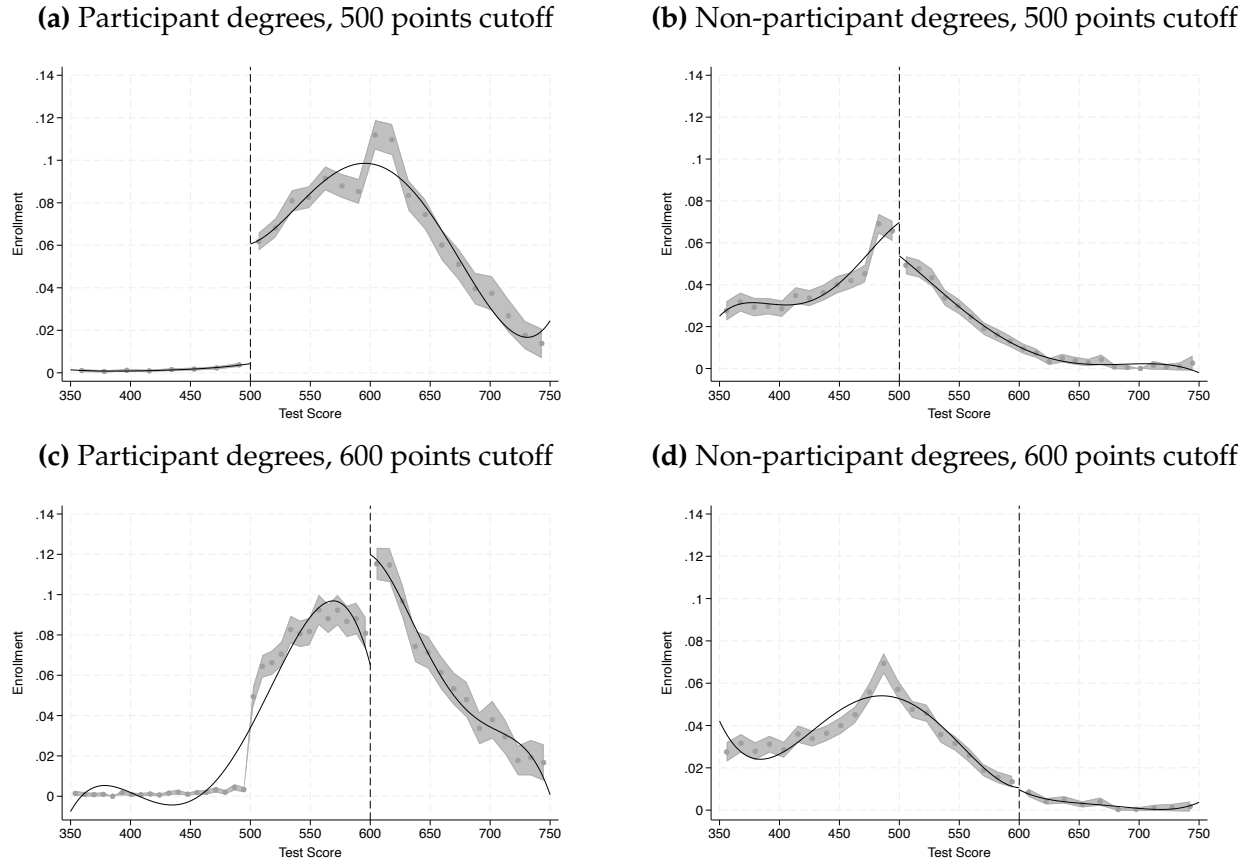 (a) Participant degrees, 500 points cutoff
(b) Non-participant degrees, 500 points cutoff
.14
.12
.1
.08
.06
.04
.02
0
Enrollment
350 400 450 500 550 600 650 700 750
Test Score
.14
.12
.1
.08
.06
.04
.02
0
Enrollment
350 400 450 500 550 600 650 700 750
Test Score
(c) Participant degrees, 600 points cutoff
(d) Non-participant degrees, 600 points cutoff
.14
.12
.1
.08
.06
.04
.02
0
Enrollment
350 400 450 500 550 600 650 700 750
Test Score
.14
.12
.1
.08
.06
.04
.02
0
Enrollment
350 400 450 500 550 600 650 700 750
Test Score